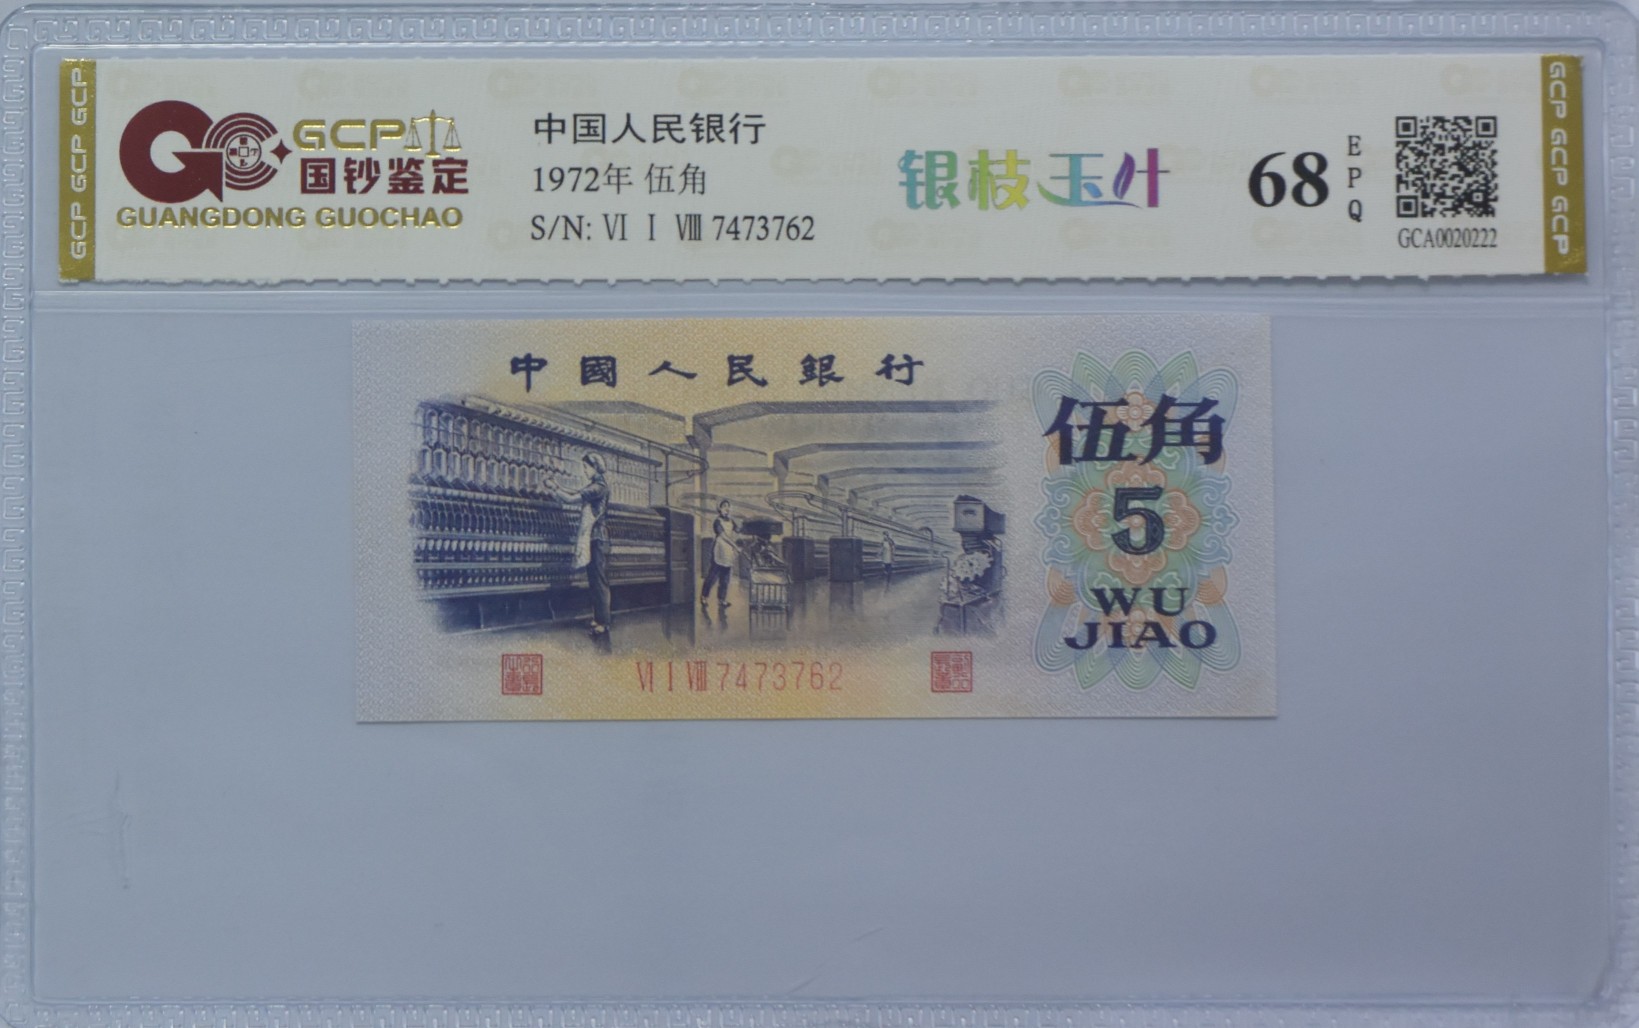 GCP GCP GCP
GCP
国钞鉴定
GUANGDONG GUOCHAO
中国人民银行
1972年 伍角
S/N: Ⅵ Ⅰ Ⅷ 7473762
银枝玉叶
68
EPQ
GCA0020222
GCP GCP GCP
中國人民銀行
伍角
5
WU
JIAO
Ⅵ Ⅰ Ⅷ 7473762